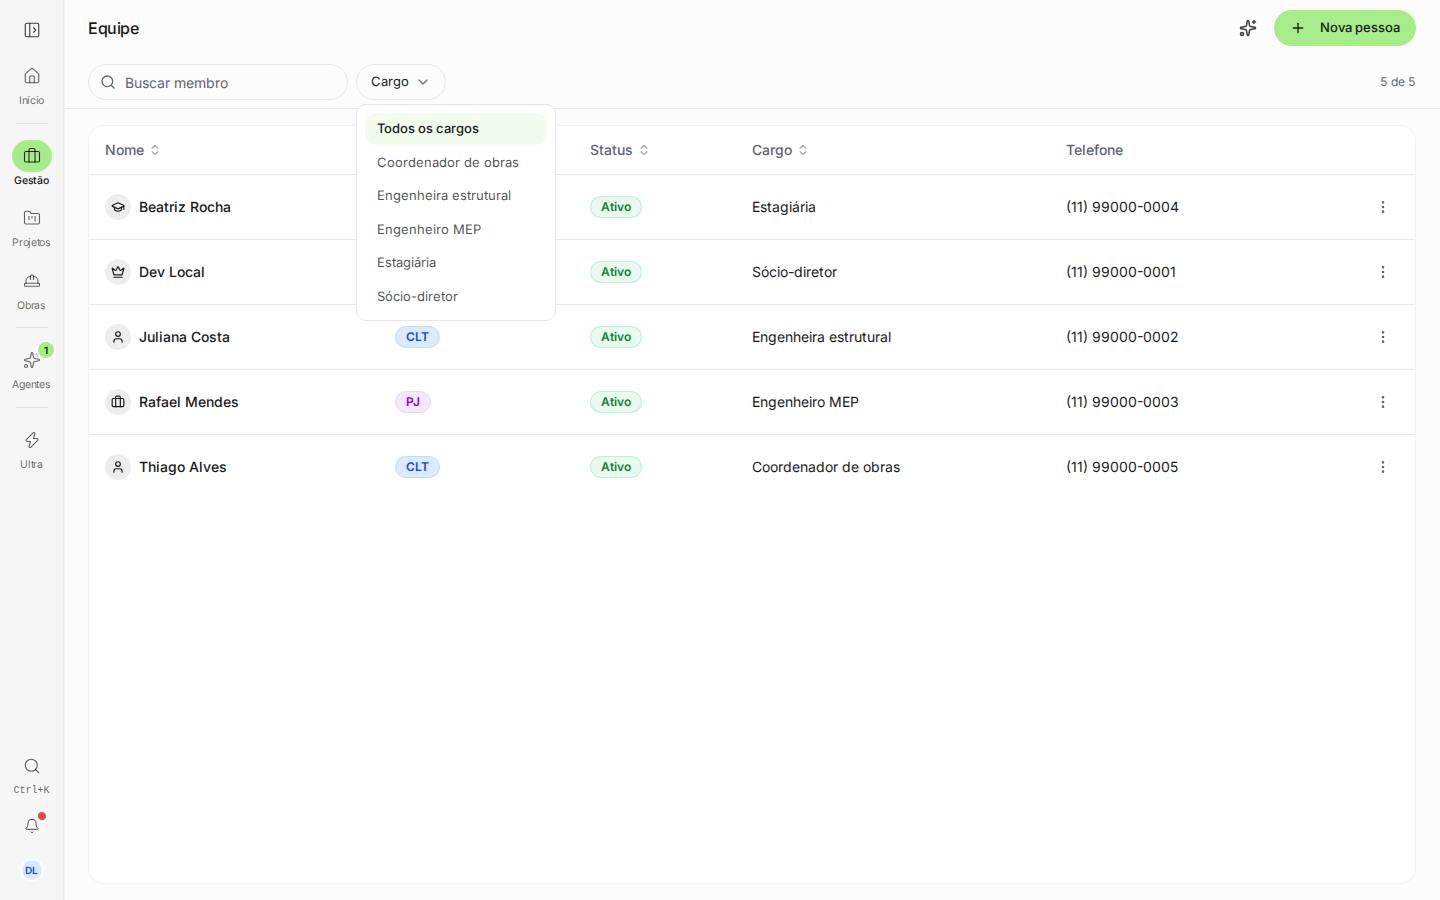 Equipe
Nova pessoa
Buscar membro
Cargo
5 de 5
Início
Gestão
Projetos
Obras
1
Agentes
Ultra
Ctrl+K
DL
Todos os cargos
Coordenador de obras
Engenheira estrutural
Engenheiro MEP
Estagiária
Sócio-diretor
Nome Status Cargo Telefone
Beatriz Rocha Ativo Estagiária (11) 99000-0004
Dev Local Ativo Sócio-diretor (11) 99000-0001
Juliana Costa CLT Ativo Engenheira estrutural (11) 99000-0002
Rafael Mendes PJ Ativo Engenheiro MEP (11) 99000-0003
Thiago Alves CLT Ativo Coordenador de obras (11) 99000-0005